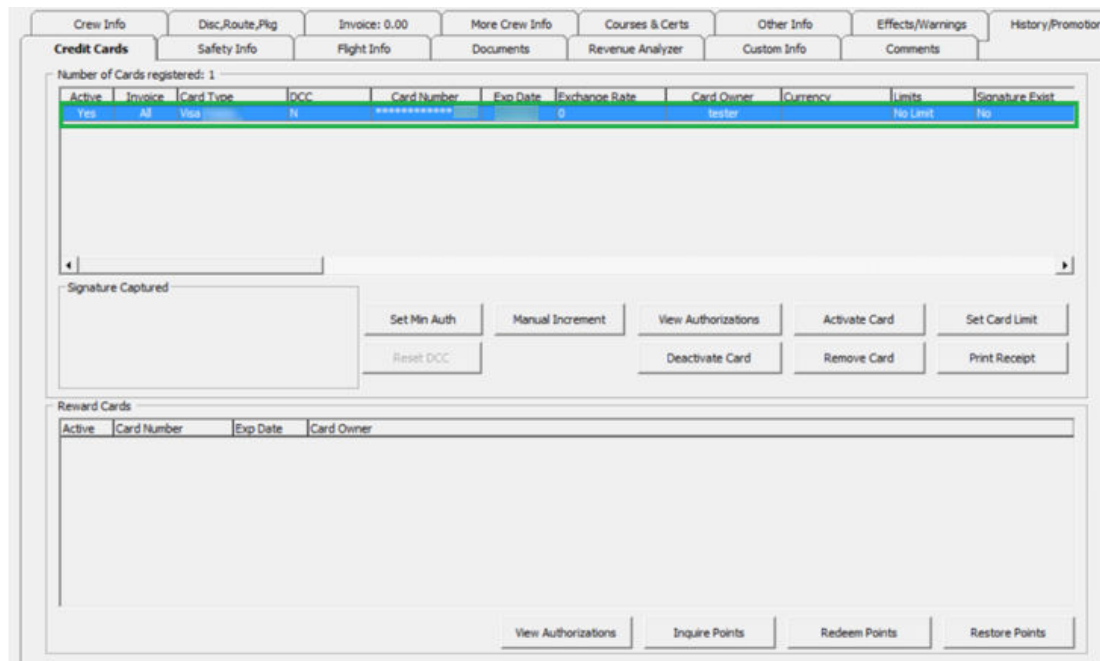 Crew Info Disc,Route,Pkg Invoice: 0.00 More Crew Info Courses & Certs Other Info Effects/Warnings History/Promotion
Credit Cards Safety Info Flight Info Documents Revenue Analyzer Custom Info Comments
Number of Cards registered: 1
Active Invoice Card Type DCC Card Number Exp Date Exchange Rate Card Owner Currency Limits Signature Exist
Yes All Visa N ************ 0 tester No Limit No
Signature Captured
Set Min Auth Manual Increment View Authorizations Activate Card Set Card Limit
Reset DCC Deactivate Card Remove Card Print Receipt
Reward Cards
Active Card Number Exp Date Card Owner
View Authorizations Inquire Points Redeem Points Restore Points